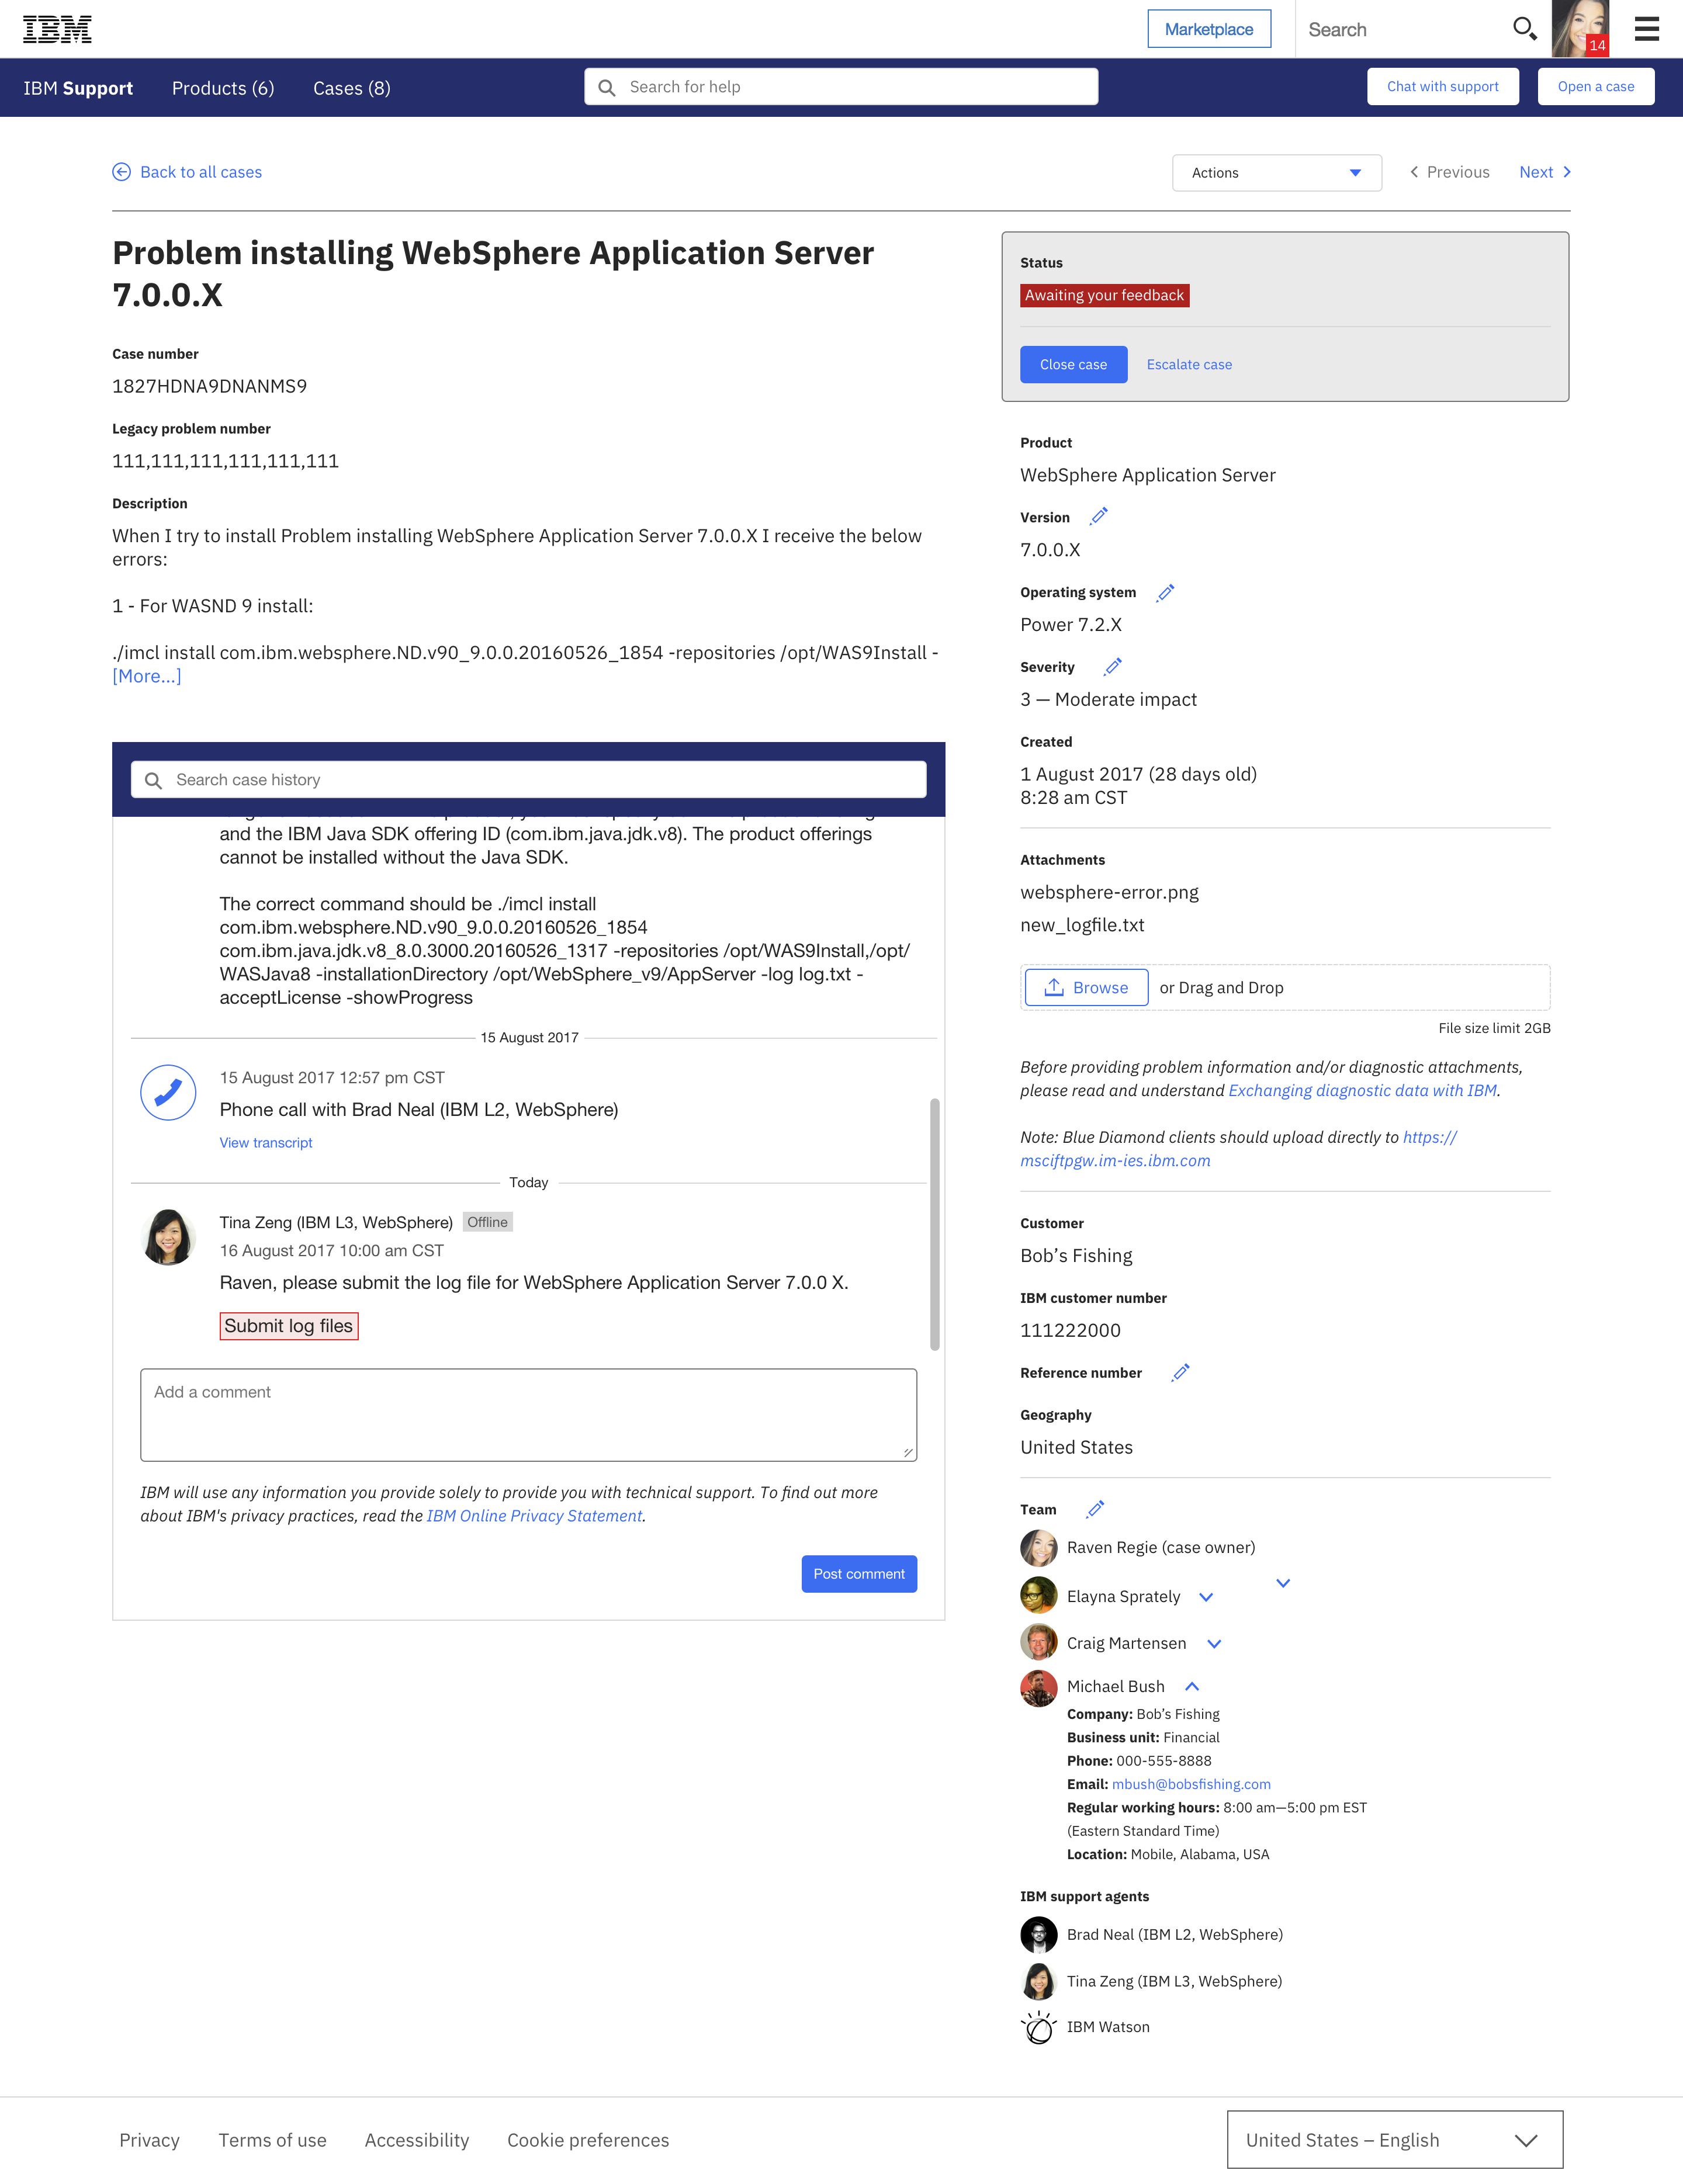 IBM
Marketplace
Search
14
IBM Support
Products (6)
Cases (8)
Search for help
Chat with support
Open a case
Back to all cases
Actions
Previous
Next
Problem installing WebSphere Application Server
7.0.0.X
Case number
1827HDNA9DNANMS9
Legacy problem number
111,111,111,111,111,111
Description
When I try to install Problem installing WebSphere Application Server 7.0.0.X I receive the below
errors:
1 - For WASND 9 install:
./imcl install com.ibm.websphere.ND.v90_9.0.0.20160526_1854 -repositories /opt/WAS9Install -
[More...]
Search case history
and the IBM Java SDK offering ID (com.ibm.java.jdk.v8). The product offerings
cannot be installed without the Java SDK.
The correct command should be ./imcl install
com.ibm.websphere.ND.v90_9.0.0.20160526_1854
com.ibm.java.jdk.v8_8.0.3000.20160526_1317 -repositories /opt/WAS9Install,/opt/
WASJava8 -installationDirectory /opt/WebSphere_v9/AppServer -log log.txt -
acceptLicense -showProgress
15 August 2017
15 August 2017 12:57 pm CST
Phone call with Brad Neal (IBM L2, WebSphere)
View transcript
Today
Tina Zeng (IBM L3, WebSphere) Offline
16 August 2017 10:00 am CST
Raven, please submit the log file for WebSphere Application Server 7.0.0 X.
Submit log files
Add a comment
IBM will use any information you provide solely to provide you with technical support. To find out more
about IBM's privacy practices, read the IBM Online Privacy Statement.
Post comment
Status
Awaiting your feedback
Close case
Escalate case
Product
WebSphere Application Server
Version
7.0.0.X
Operating system
Power 7.2.X
Severity
3 — Moderate impact
Created
1 August 2017 (28 days old)
8:28 am CST
Attachments
websphere-error.png
new_logfile.txt
Browse
or Drag and Drop
File size limit 2GB
Before providing problem information and/or diagnostic attachments,
please read and understand Exchanging diagnostic data with IBM.
Note: Blue Diamond clients should upload directly to https://
msciftpgw.im-ies.ibm.com
Customer
Bob’s Fishing
IBM customer number
111222000
Reference number
Geography
United States
Team
Raven Regie (case owner)
Elayna Sprately
Craig Martensen
Michael Bush
Company: Bob’s Fishing
Business unit: Financial
Phone: 000-555-8888
Email: mbush@bobsfishing.com
Regular working hours: 8:00 am—5:00 pm EST
(Eastern Standard Time)
Location: Mobile, Alabama, USA
IBM support agents
Brad Neal (IBM L2, WebSphere)
Tina Zeng (IBM L3, WebSphere)
IBM Watson
Privacy
Terms of use
Accessibility
Cookie preferences
United States – English